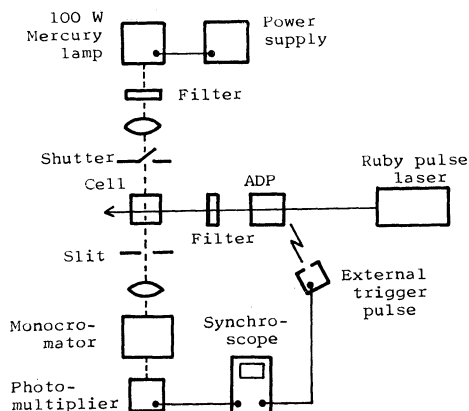 100 W
Mercury
lamp
Power
supply
Filter
Shutter
Ruby pulse
laser
Cell
ADP
Filter
Slit
External
trigger
pulse
Monocro-
mator
Synchro-
scope
Photo-
multiplier